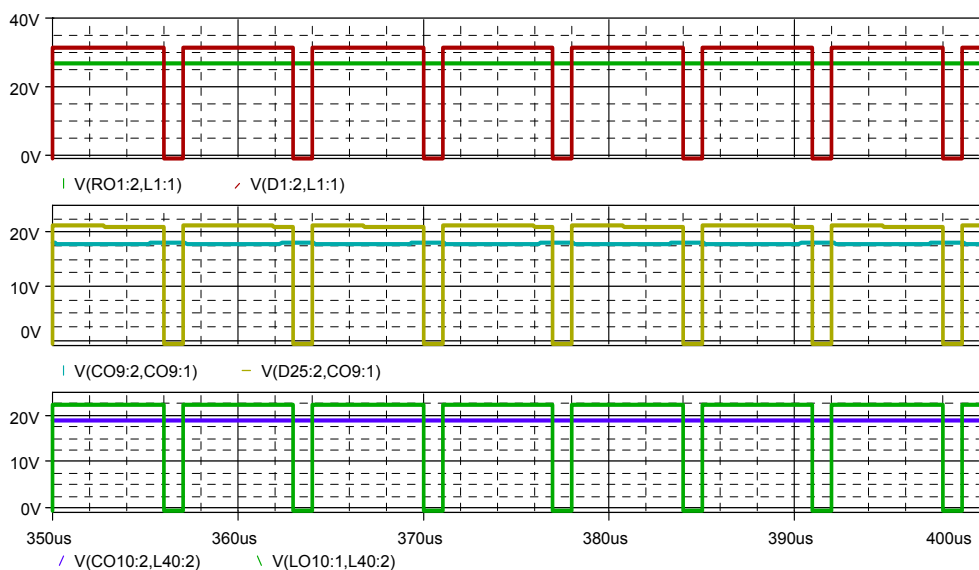 40V
20V
0V
V(RO1:2,L1:1) V(D1:2,L1:1)
20V
10V
0V
V(CO9:2,CO9:1) V(D25:2,CO9:1)
20V
10V
0V
350us 360us 370us 380us 390us 400us
V(CO10:2,L40:2) V(LO10:1,L40:2)